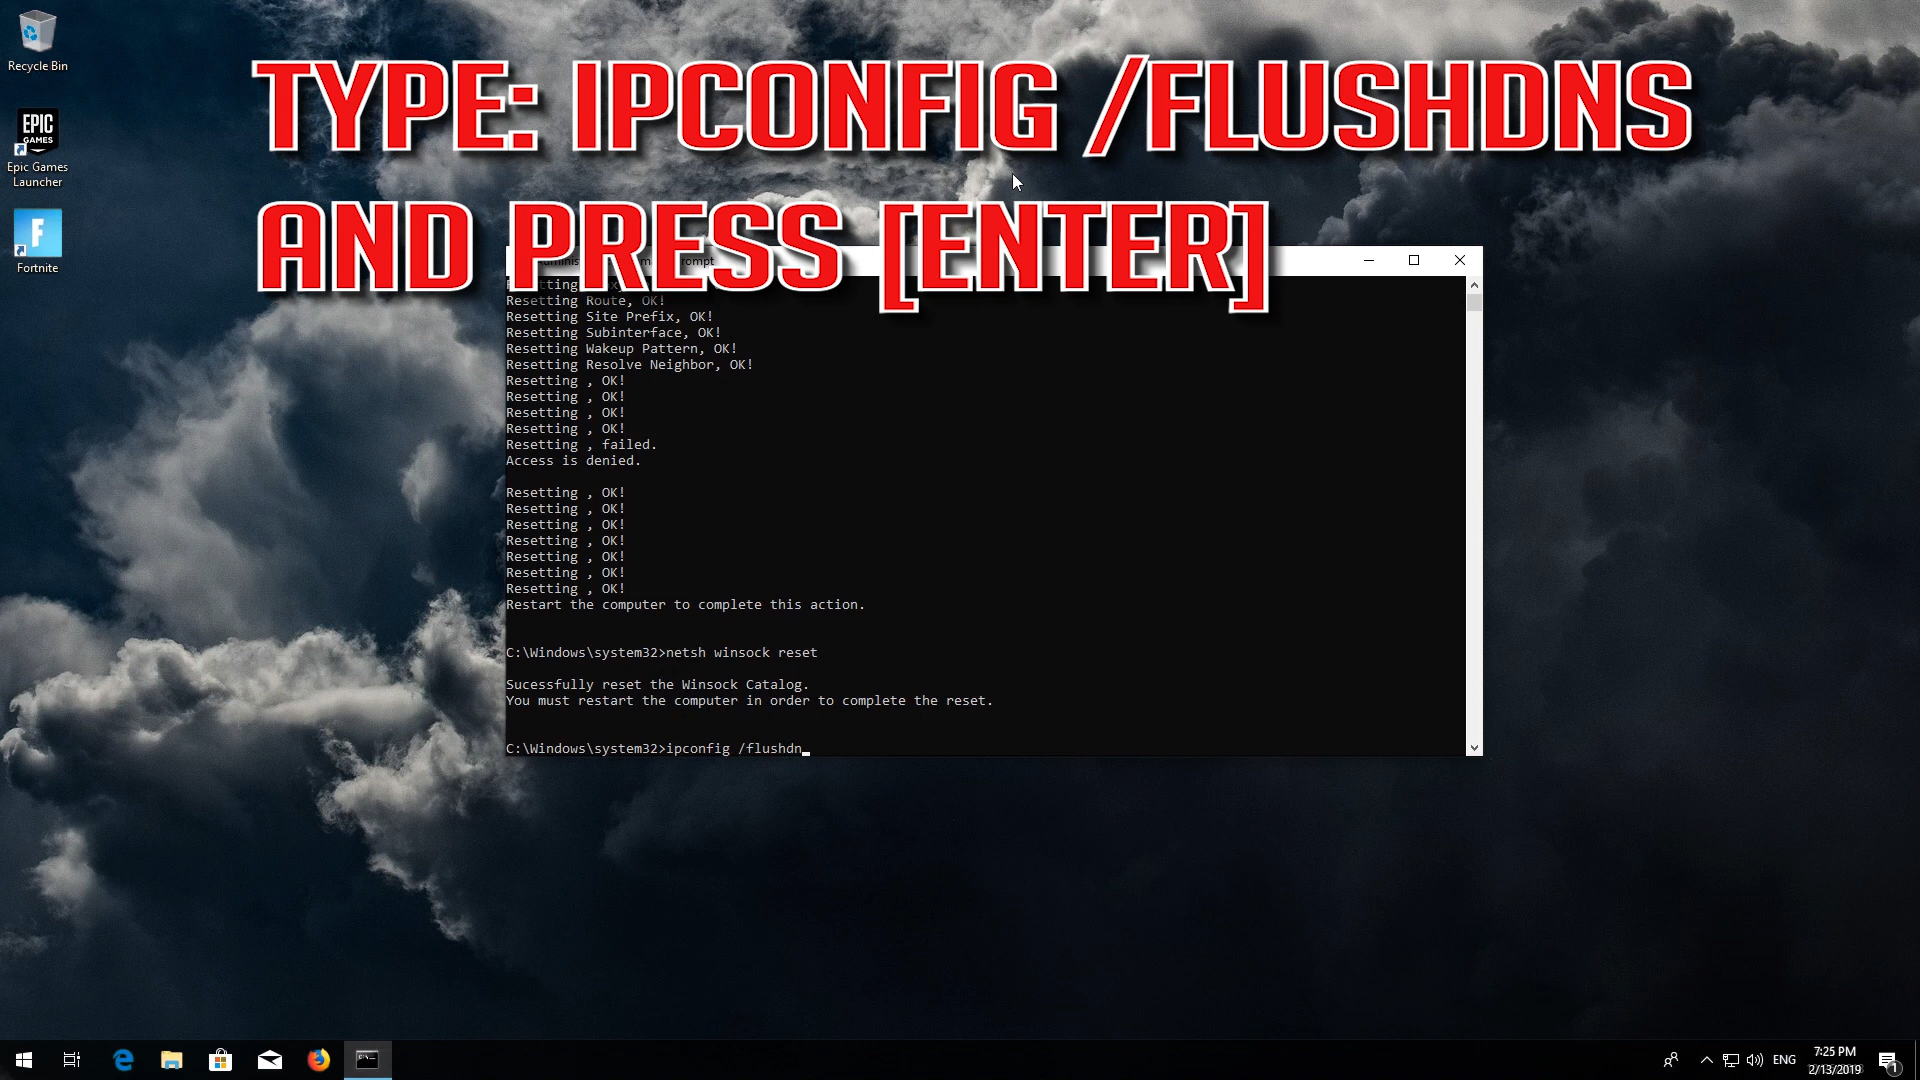 Recycle Bin
EPIC
GAMES
Epic Games
Launcher
F
Fortnite
TYPE: IPCONFIG /FLUSHDNS
AND PRESS [ENTER]
Resetting Route, OK!
Resetting Site Prefix, OK!
Resetting Subinterface, OK!
Resetting Wakeup Pattern, OK!
Resetting Resolve Neighbor, OK!
Resetting , OK!
Resetting , OK!
Resetting , OK!
Resetting , OK!
Resetting , failed.
Access is denied.
Resetting , OK!
Resetting , OK!
Resetting , OK!
Resetting , OK!
Resetting , OK!
Resetting , OK!
Resetting , OK!
Restart the computer to complete this action.
C:\Windows\system32>netsh winsock reset
Sucessfully reset the Winsock Catalog.
You must restart the computer in order to complete the reset.
C:\Windows\system32>ipconfig /flushdn
ENG
7:25 PM
2/13/2019
1